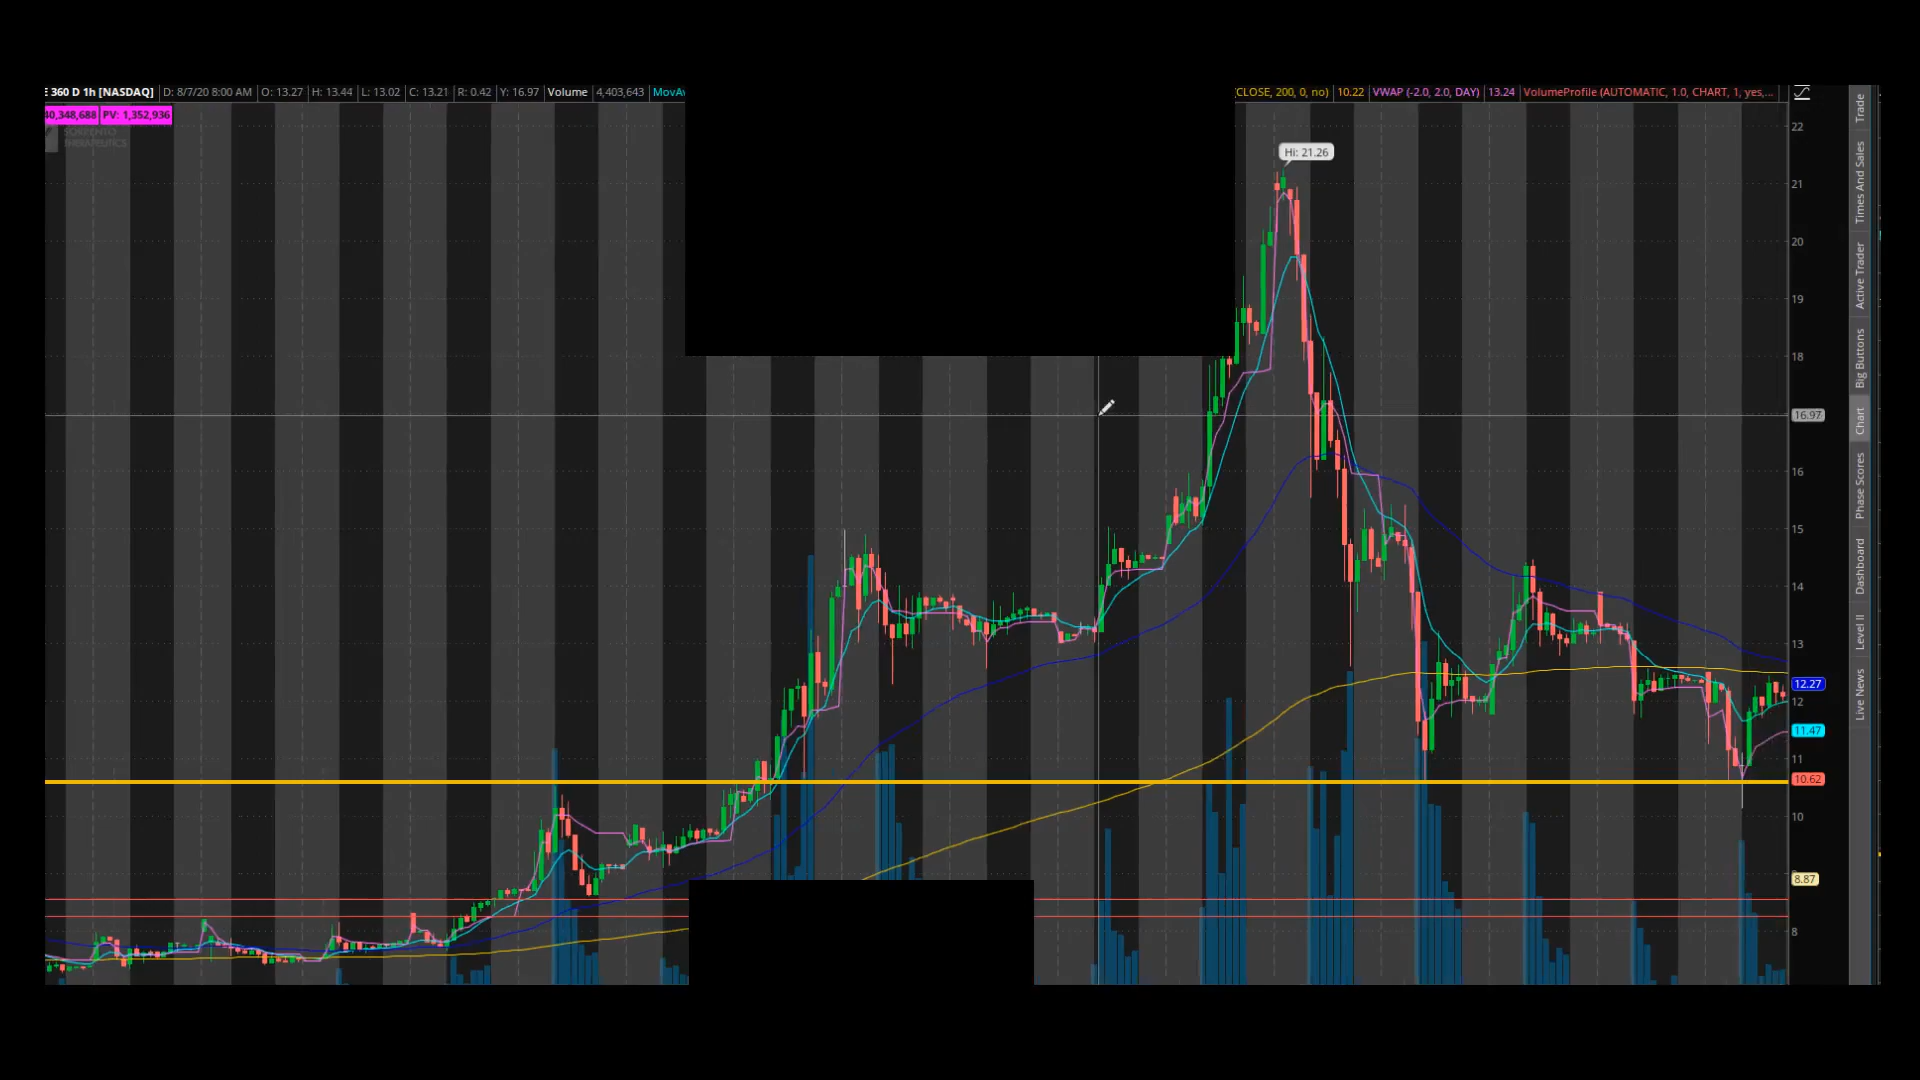 E 360 D 1h [NASDAQ] D: 8/7/20 8:00 AM O: 13.27 H: 13.44 L: 13.02 C: 13.21 R: 0.42 Y: 16.97 Volume 4,403,643 MovAv
(CLOSE, 200, 0, no) 10.22 VWAP (-2.0, 2.0, DAY) 13.24 VolumeProfile (AUTOMATIC, 1.0, CHART, 1, yes,...
40,348,688 PV: 1,352,936
SORRENTO
THERAPEUTICS
Hi: 21.26
22
21
20
19
18
16.97
16
15
14
13
12.27
12
11.47
11
10.62
10
8.87
8
Trade
Times And Sales
Active Trader
Big Buttons
Chart
Phase Scores
Dashboard
Level II
Live News